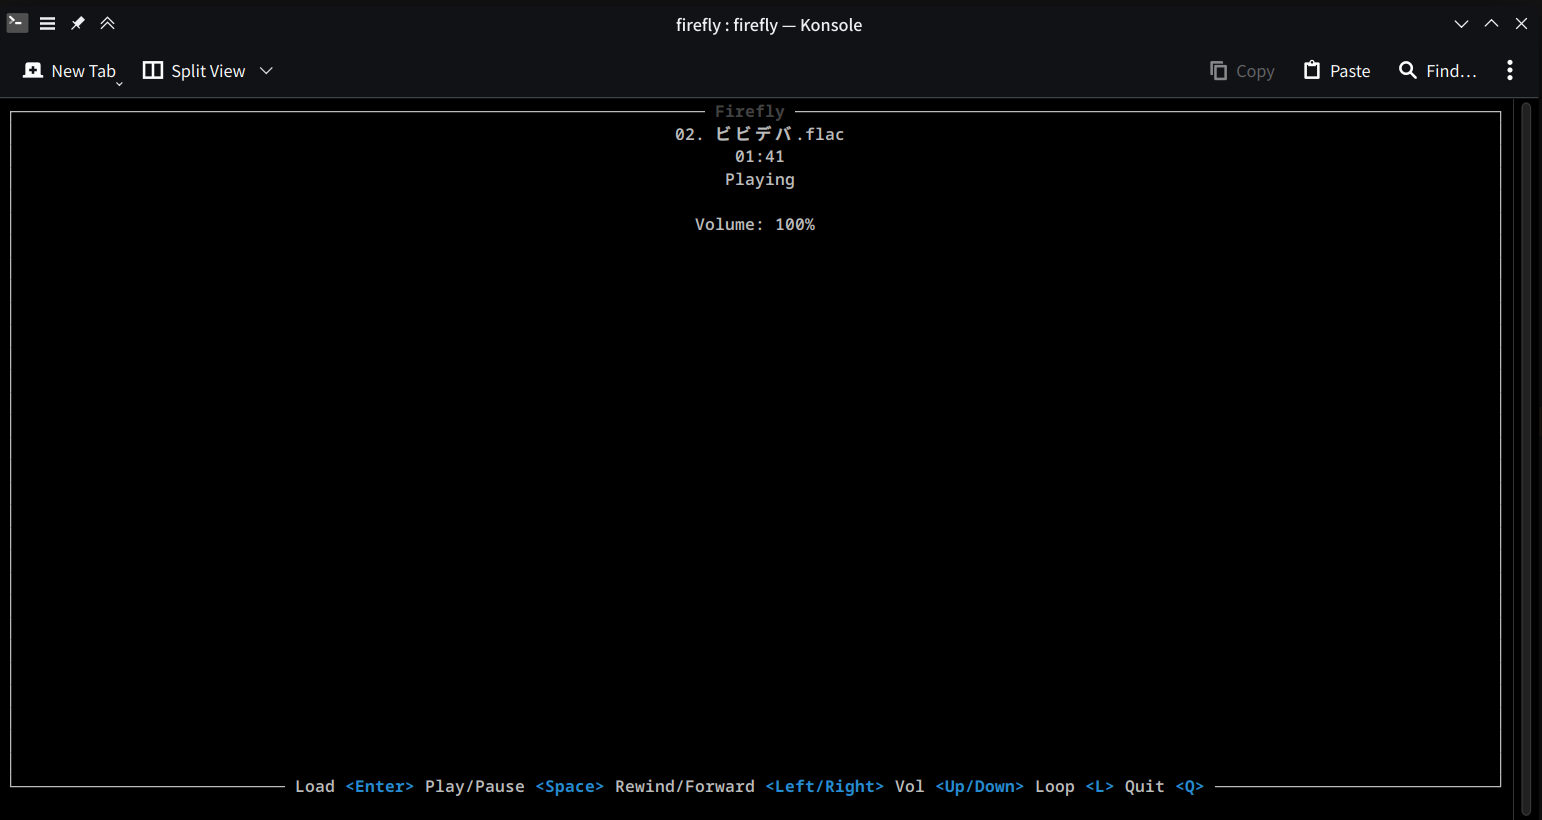 firefly : firefly — Konsole
New Tab Split View Copy Paste Find...
Firefly
02. ビビデバ.flac
01:41
Playing
Volume: 100%
Load <Enter> Play/Pause <Space> Rewind/Forward <Left/Right> Vol <Up/Down> Loop <L> Quit <Q>